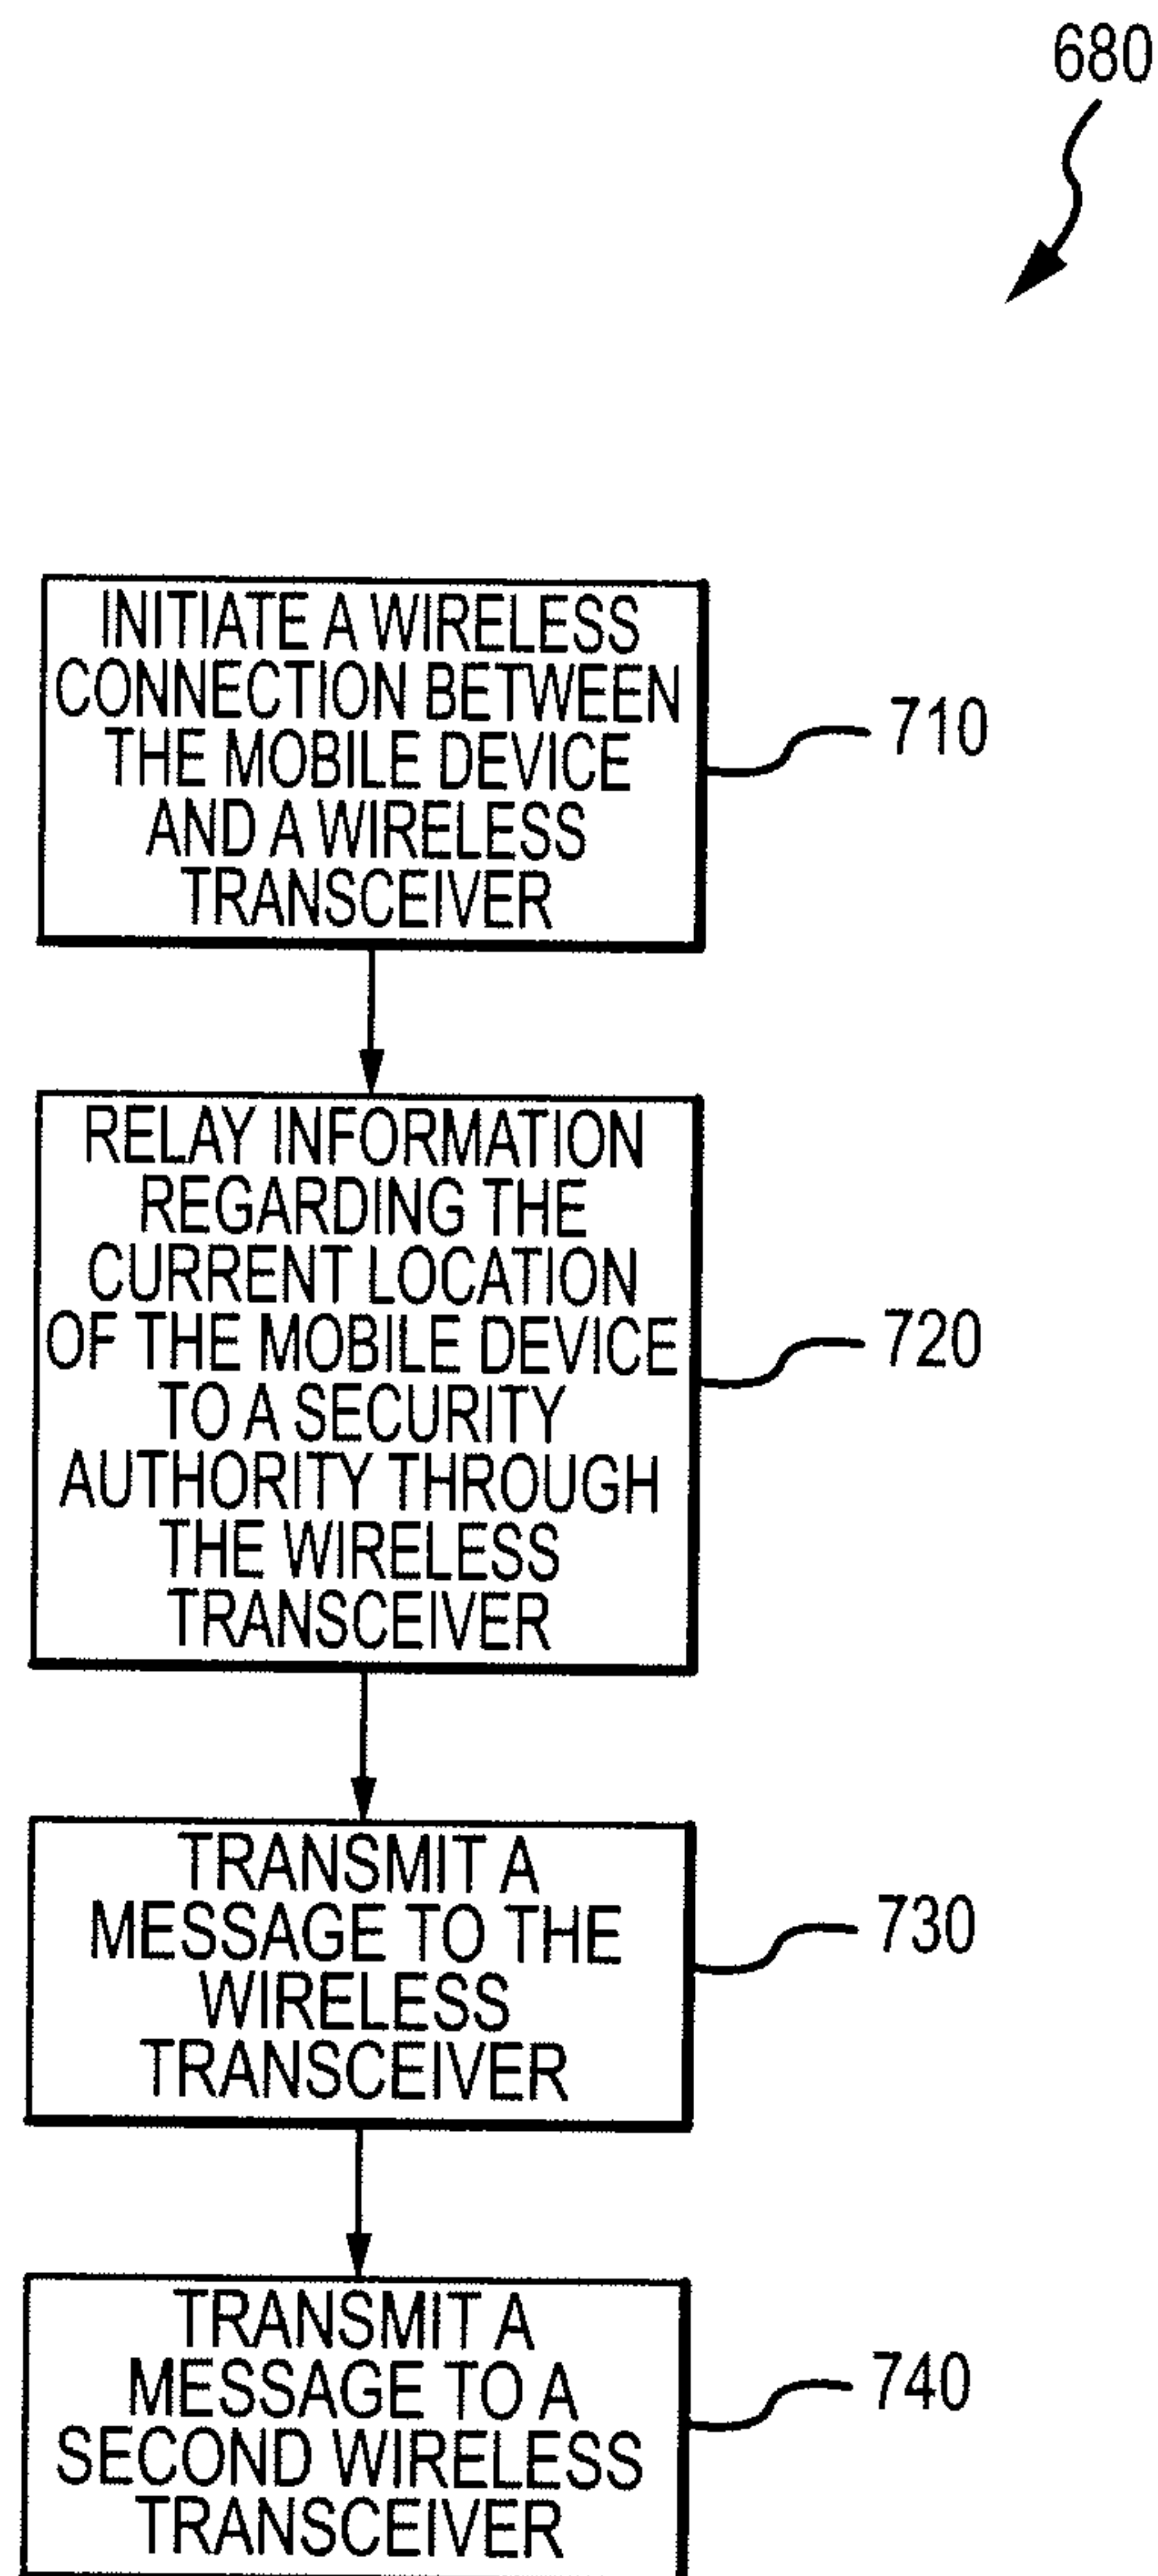 680
INITIATE A WIRELESS
CONNECTION BETWEEN
THE MOBILE DEVICE
AND A WIRELESS
TRANSCEIVER
710
RELAY INFORMATION
REGARDING THE
CURRENT LOCATION
OF THE MOBILE DEVICE
TO A SECURITY
AUTHORITY THROUGH
THE WIRELESS
TRANSCEIVER
720
TRANSMIT A
MESSAGE TO THE
WIRELESS
TRANSCEIVER
730
TRANSMIT A
MESSAGE TO A
SECOND WIRELESS
TRANSCEIVER
740